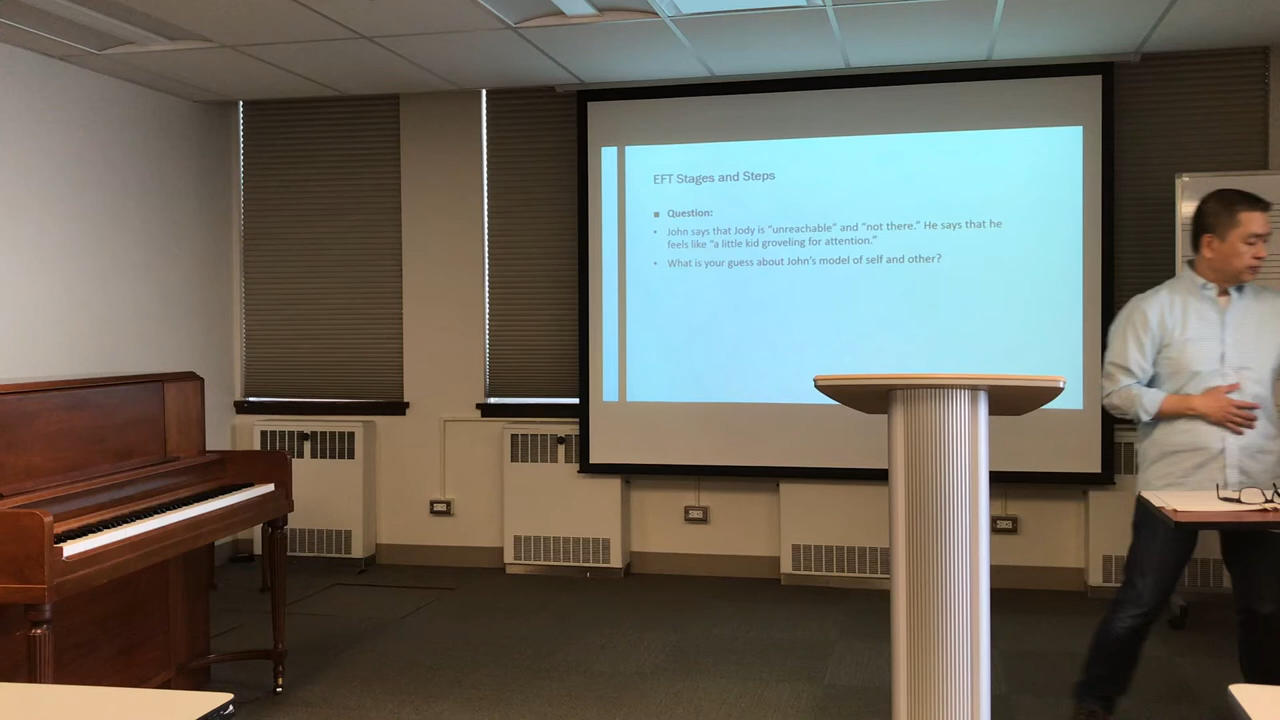 EFT Stages and Steps
Question:
John says that Jody is “unreachable” and “not there.” He says that he
feels like “a little kid groveling for attention.”
What is your guess about John’s model of self and other?